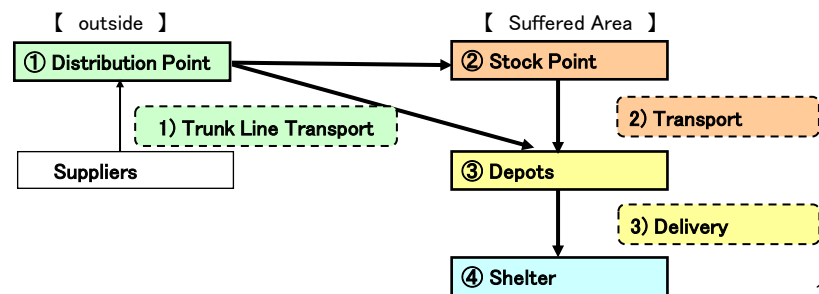 【 outside 】
【 Suffered Area 】
① Distribution Point
② Stock Point
1) Trunk Line Transport
2) Transport
Suppliers
③ Depots
3) Delivery
④ Shelter